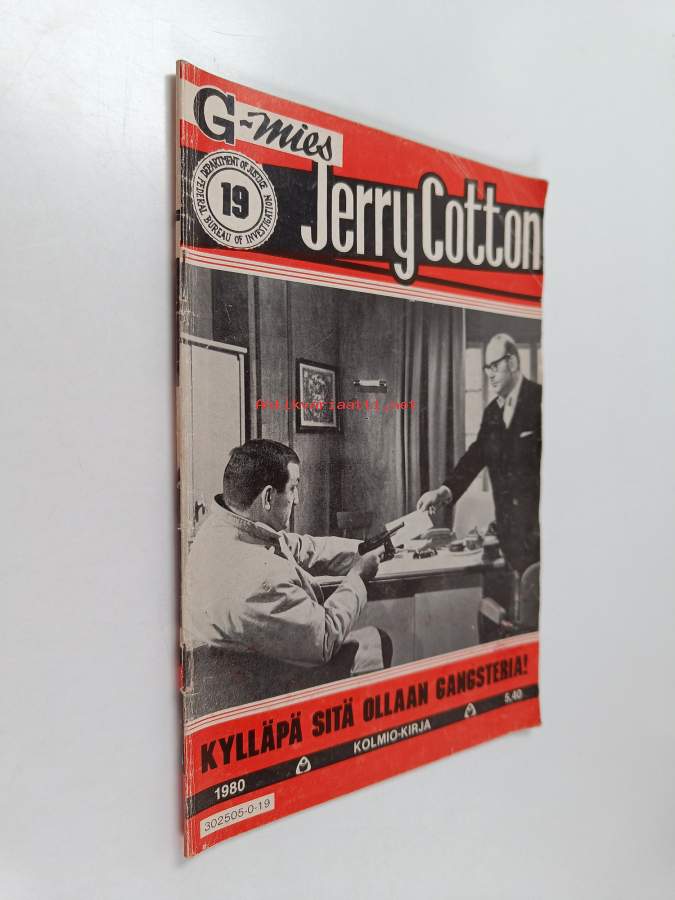 G-mies
DEPARTMENT OF JUSTICE
19
FEDERAL BUREAU OF INVESTIGATION
Jerry Cotton
Antikvariaatti.net
KYLLÄPÄ SITÄ OLLAAN GANGSTERIA!
1980 KOLMIO-KIRJA 5,40
302505-0-19